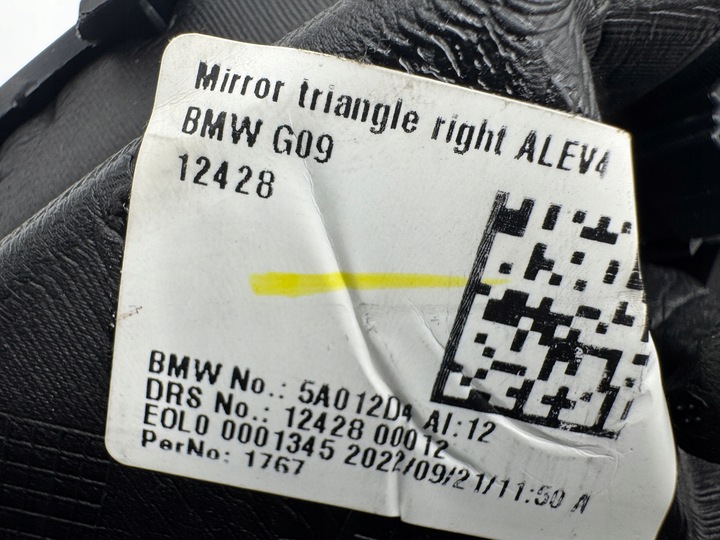 Mirror triangle right ALEV4
BMW G09
12428
BMW No.: 5A012D4 AI:12
DRS No.: 12428 00012
EOL0 0001345 2022/09/21/11:50 A
PerNo: 1767